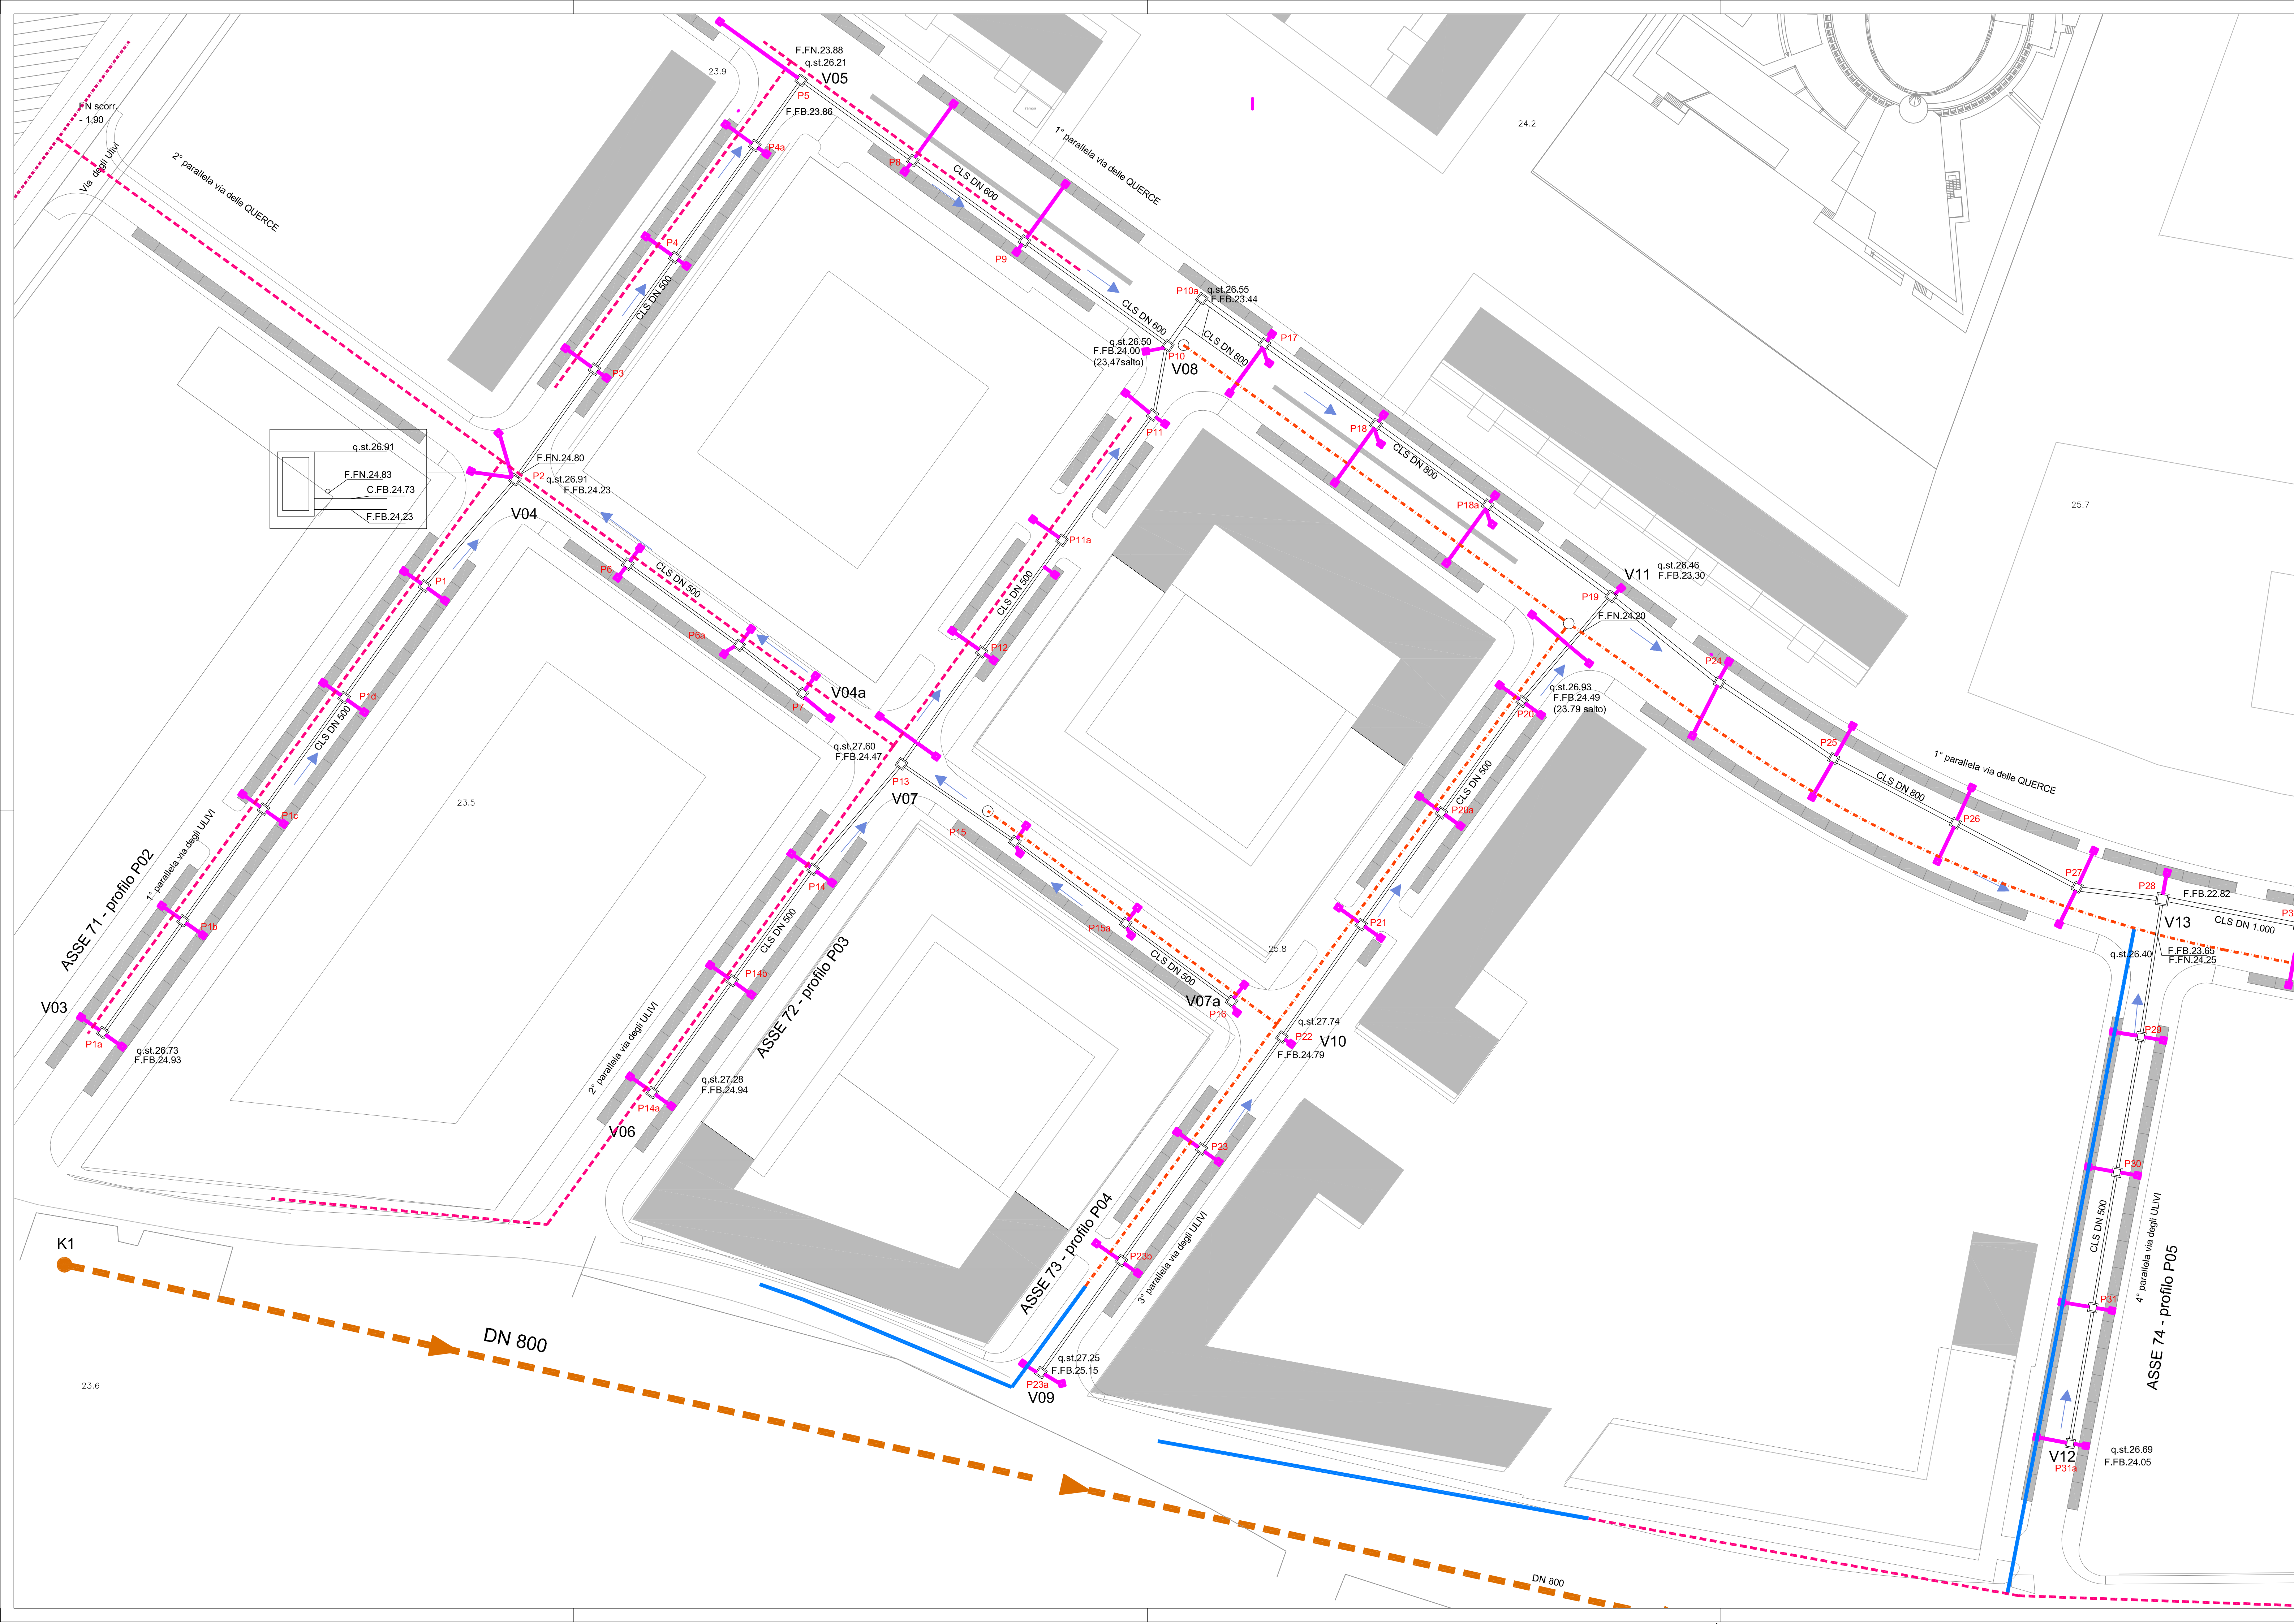 F.FN.23.88
q.st.26.21
V05
P5
F.FB.23.86
23.9
FN scorr.
- 1,90
Via degli Ulivi
2° parallela via delle QUERCE
P4a
P8
CLS DN 600
1° parallela via delle QUERCE
24.2
P4
P9
CLS DN 500
P10a
q.st.26.55
F.FB.23.44
CLS DN 600
q.st.26.50
F.FB.24.00
(23,47salto)
P10
V08
CLS DN 800
P17
P3
P11
P18
CLS DN 800
q.st.26.91
F.FN.24.83
C.FB.24.73
F.FB.24,23
F.FN.24.80
P2
q.st.26.91
F.FB.24.23
V04
P18a
25.7
P11a
P1
P6
CLS DN 500
CLS DN 500
V11
q.st.26.46
F.FB.23,30
P19
F.FN.24.20
P6a
P12
P24
P1d
CLS DN 500
V04a
P7
q.st.26.93
F.FB.24.49
(23.79 salto)
P20
q.st.27.60
F.FB.24.47
P13
V07
P25
1° parallela via delle QUERCE
CLS DN 800
23.5
P1c
P15
CLS DN 500
P20a
P26
1° parallela via degli ULIVI
ASSE 71 - profilo P02
P14
P27
P28
F.FB.22.82
P3
CLS DN 1.000
V13
P1b
CLS DN 500
P15a
P21
25.8
q.st.26.40
F.FB.23.65
F.FN.24.25
P14b
ASSE 72 - profilo P03
CLS DN 500
V07a
P16
V03
P1a
q.st.26.73
F.FB.24.93
q.st.27.74
P22
V10
F.FB.24.79
P29
2° parallela via degli ULIVI
q.st.27.28
F.FB.24.94
P14a
V06
P23
P30
K1
ASSE 73 - profilo P04
P23b
3° parallela via degli ULIVI
CLS DN 500
4° parallela via degli ULIVI
P31
ASSE 74 - profilo P05
DN 800
q.st.27.25
F.FB.25.15
P23a
V09
23.6
q.st.26.69
V12
F.FB.24.05
P31a
DN 800